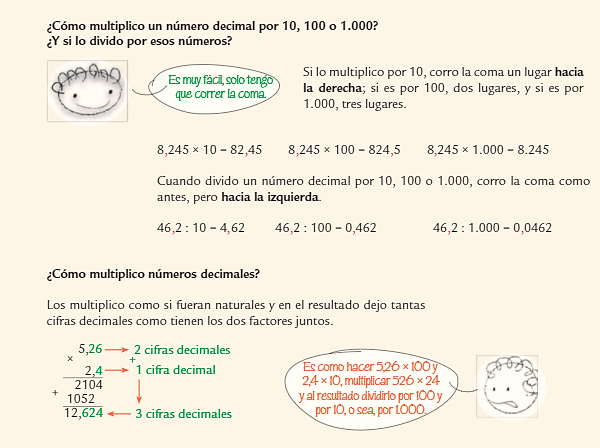 ¿Cómo multiplico un número decimal por 10, 100 o 1.000?
¿Y si lo divido por esos números?
Es muy fácil, solo tengo
que correr la coma.
Si lo multiplico por 10, corro la coma un lugar hacia
la derecha; si es por 100, dos lugares, y si es por
1.000, tres lugares.
8,245 × 10 = 82,45 8,245 × 100 = 824,5 8,245 × 1.000 = 8.245
Cuando divido un número decimal por 10, 100 o 1.000, corro la coma como
antes, pero hacia la izquierda.
46,2 : 10 = 4,62 46,2 : 100 = 0,462 46,2 : 1.000 = 0,0462
¿Cómo multiplico números decimales?
Los multiplico como si fueran naturales y en el resultado dejo tantas
cifras decimales como tienen los dos factores juntos.
5,26 → 2 cifras decimales
× +
2,4 → 1 cifra decimal
2104
+ 1052
12,624 ← 3 cifras decimales
Es como hacer 5,26 × 100 y
2,4 × 10, multiplicar 526 × 24
y al resultado dividirlo por 100 y
por 10, o sea, por 1.000.